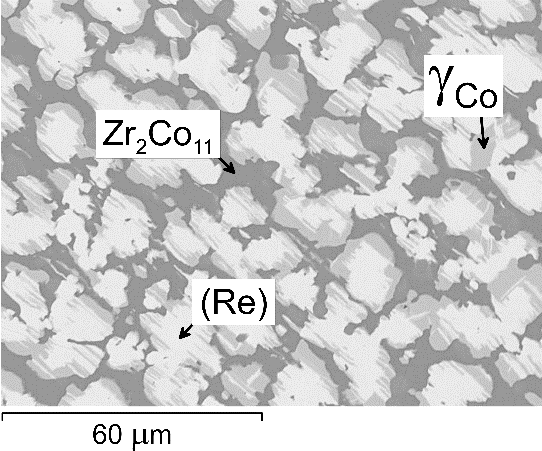 γCo
Zr₂Co₁₁
(Re)
60 μm